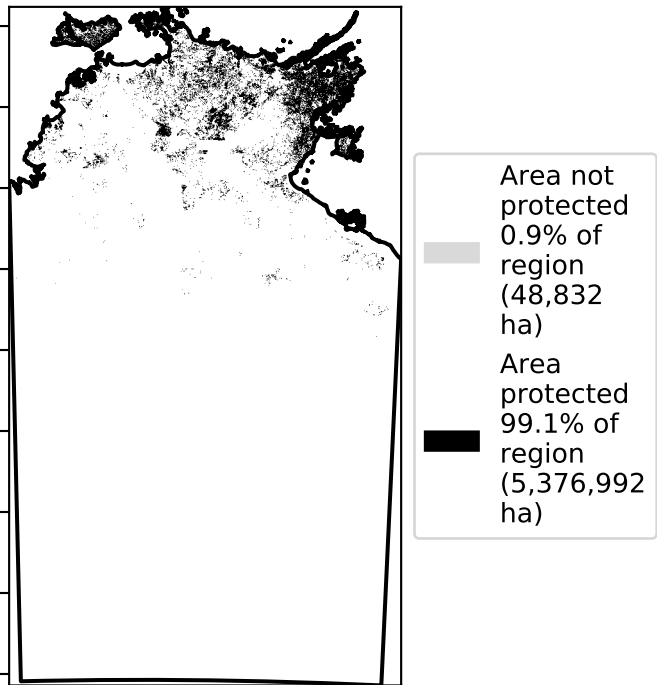 Area not
protected
0.9% of
region
(48,832
ha)
Area
protected
99.1% of
region
(5,376,992
ha)